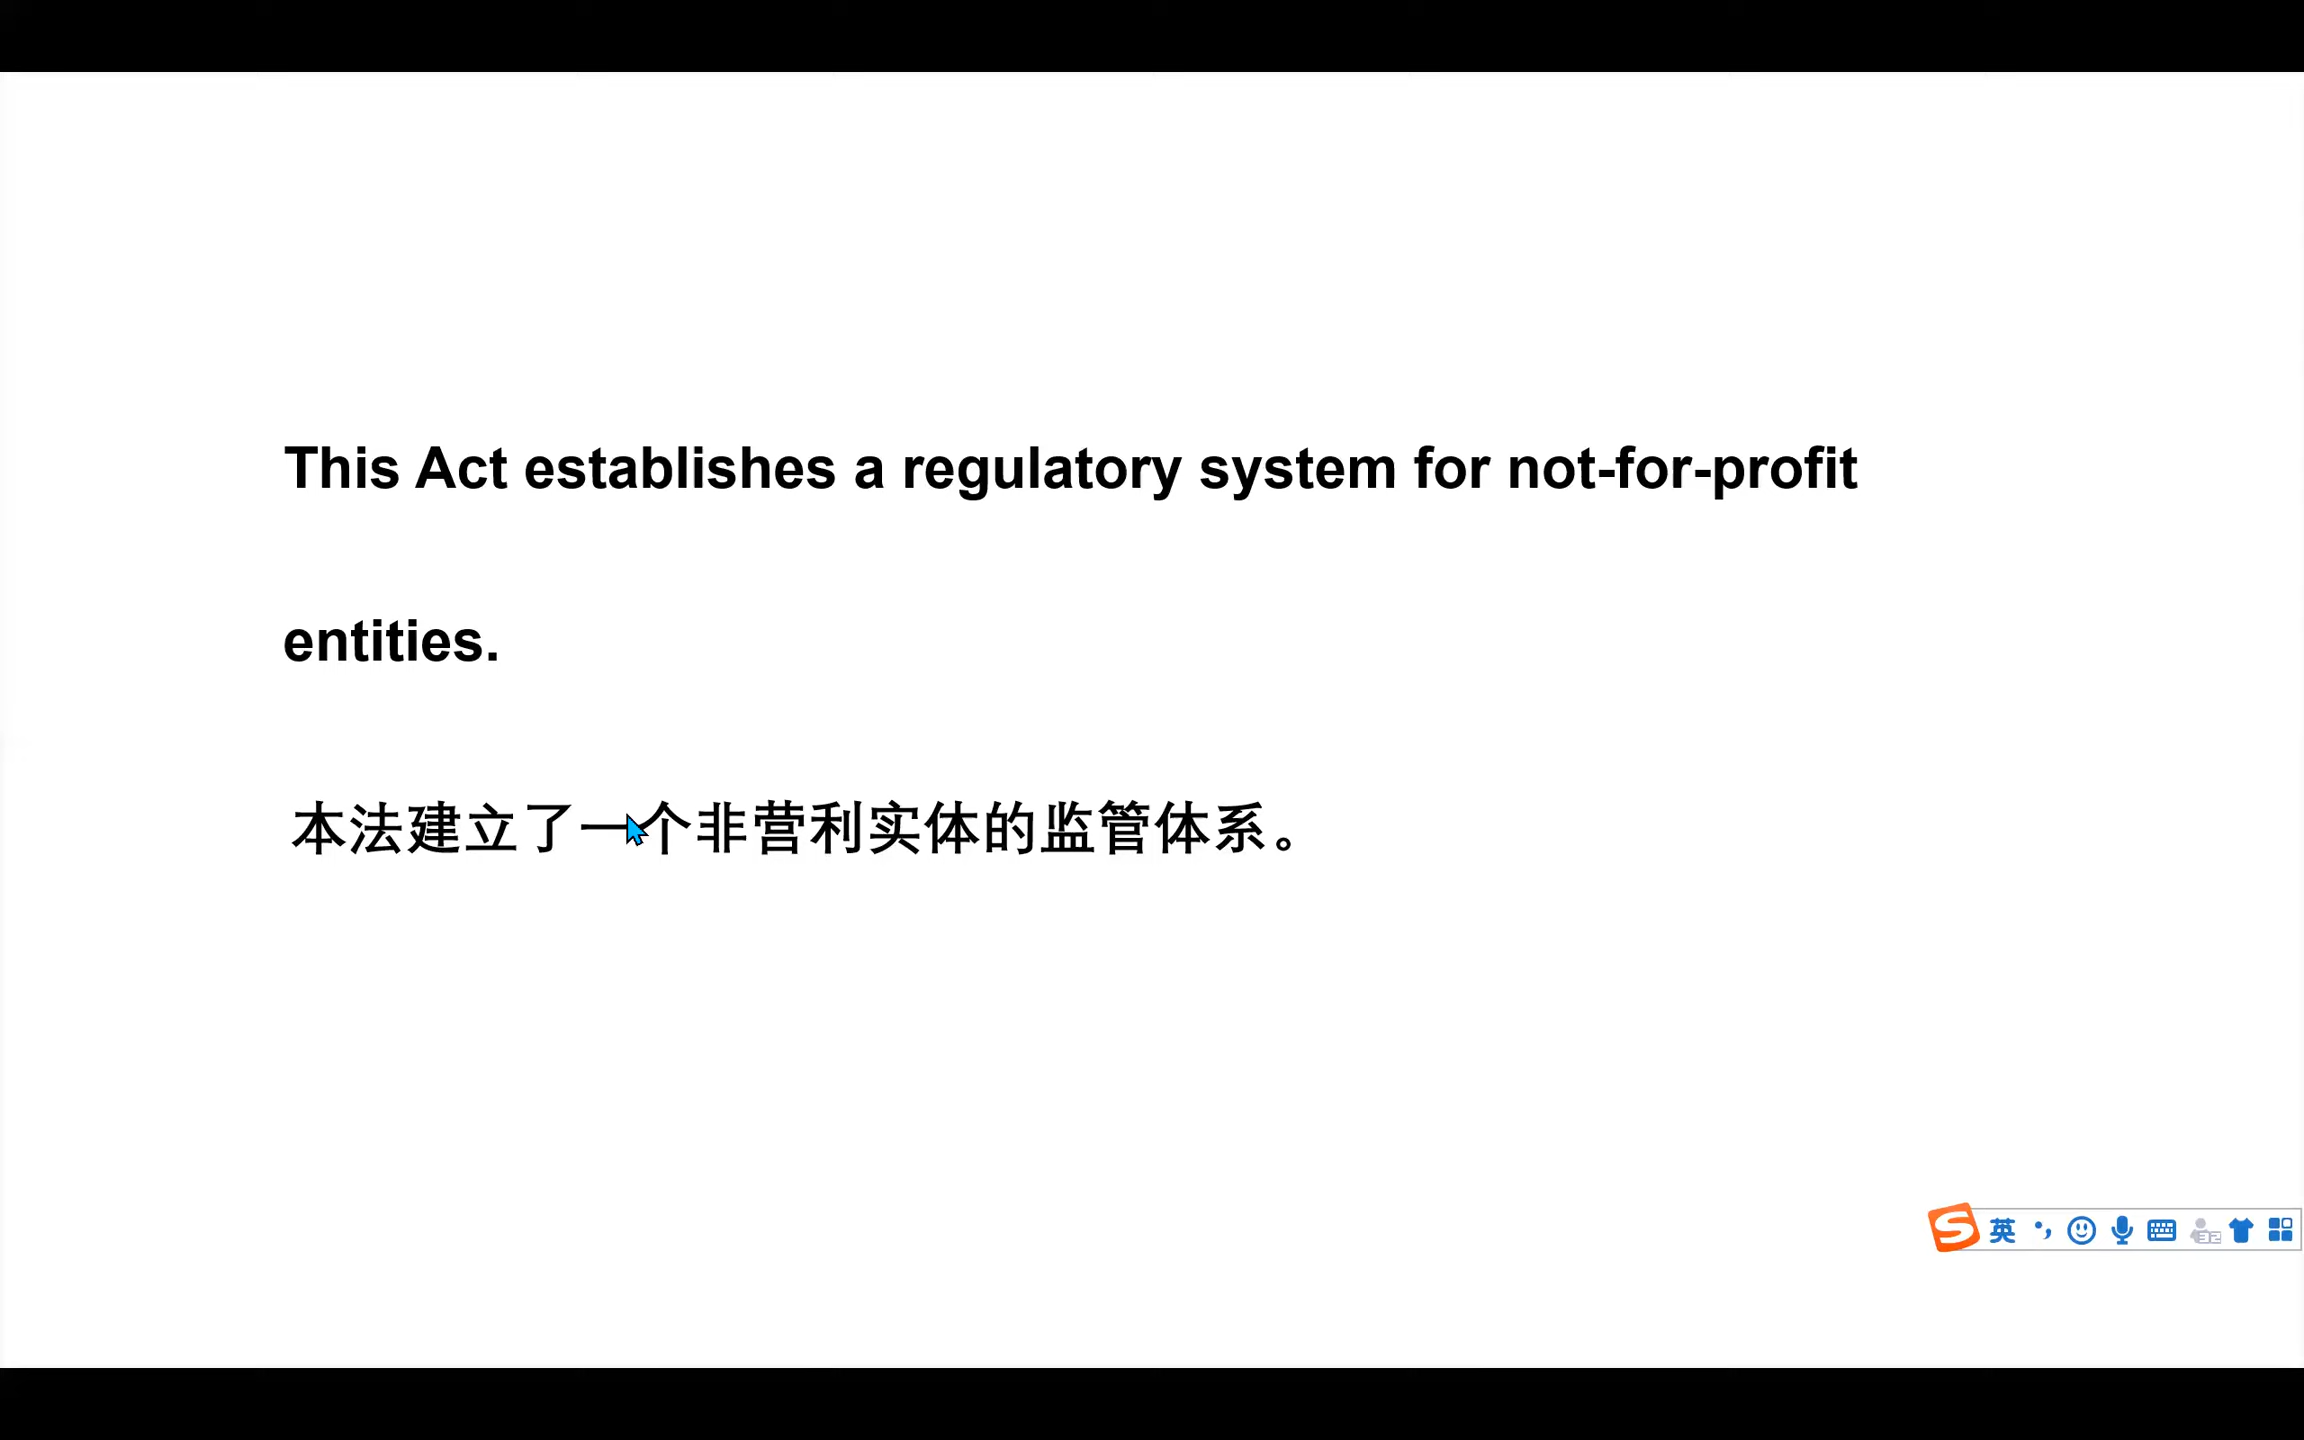 This Act establishes a regulatory system for not-for-profit
entities.
本法建立了一个非营利实体的监管体系。
英